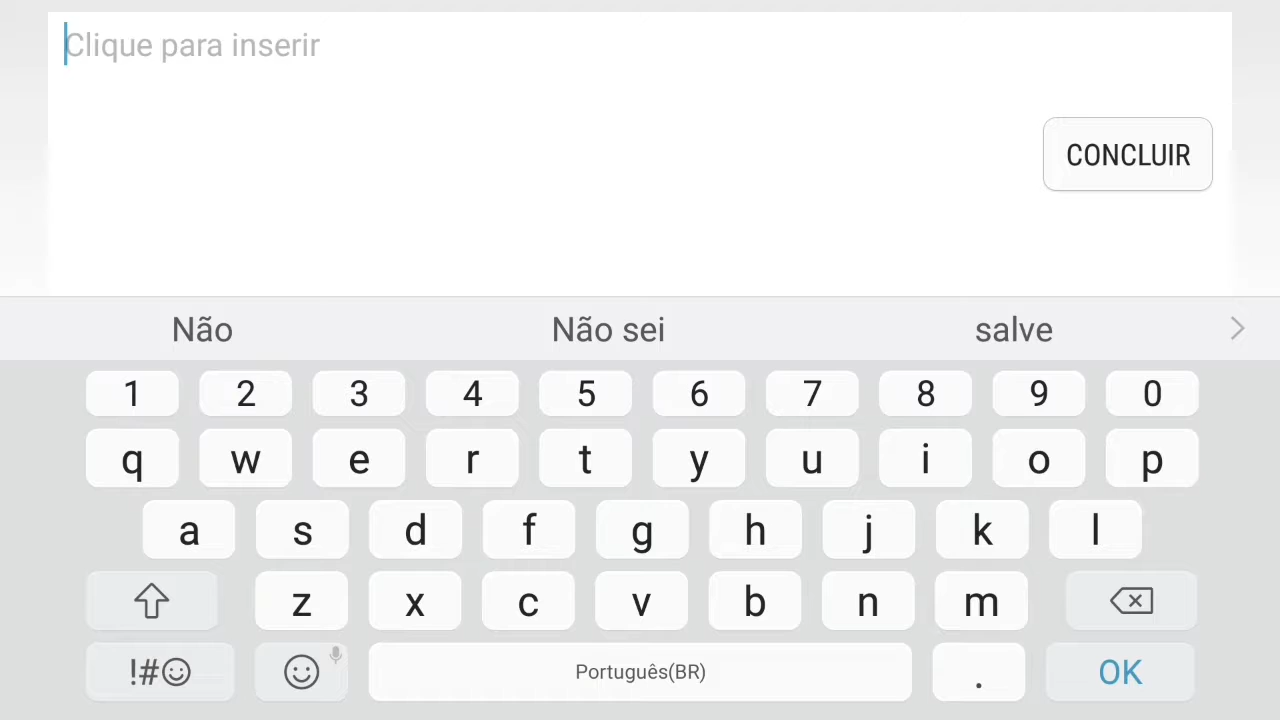 Clique para inserir
CONCLUIR
Não Não sei salve
1 2 3 4 5 6 7 8 9 0
q w e r t y u i o p
a s d f g h j k l
z x c v b n m
!#☺ Português(BR) . OK